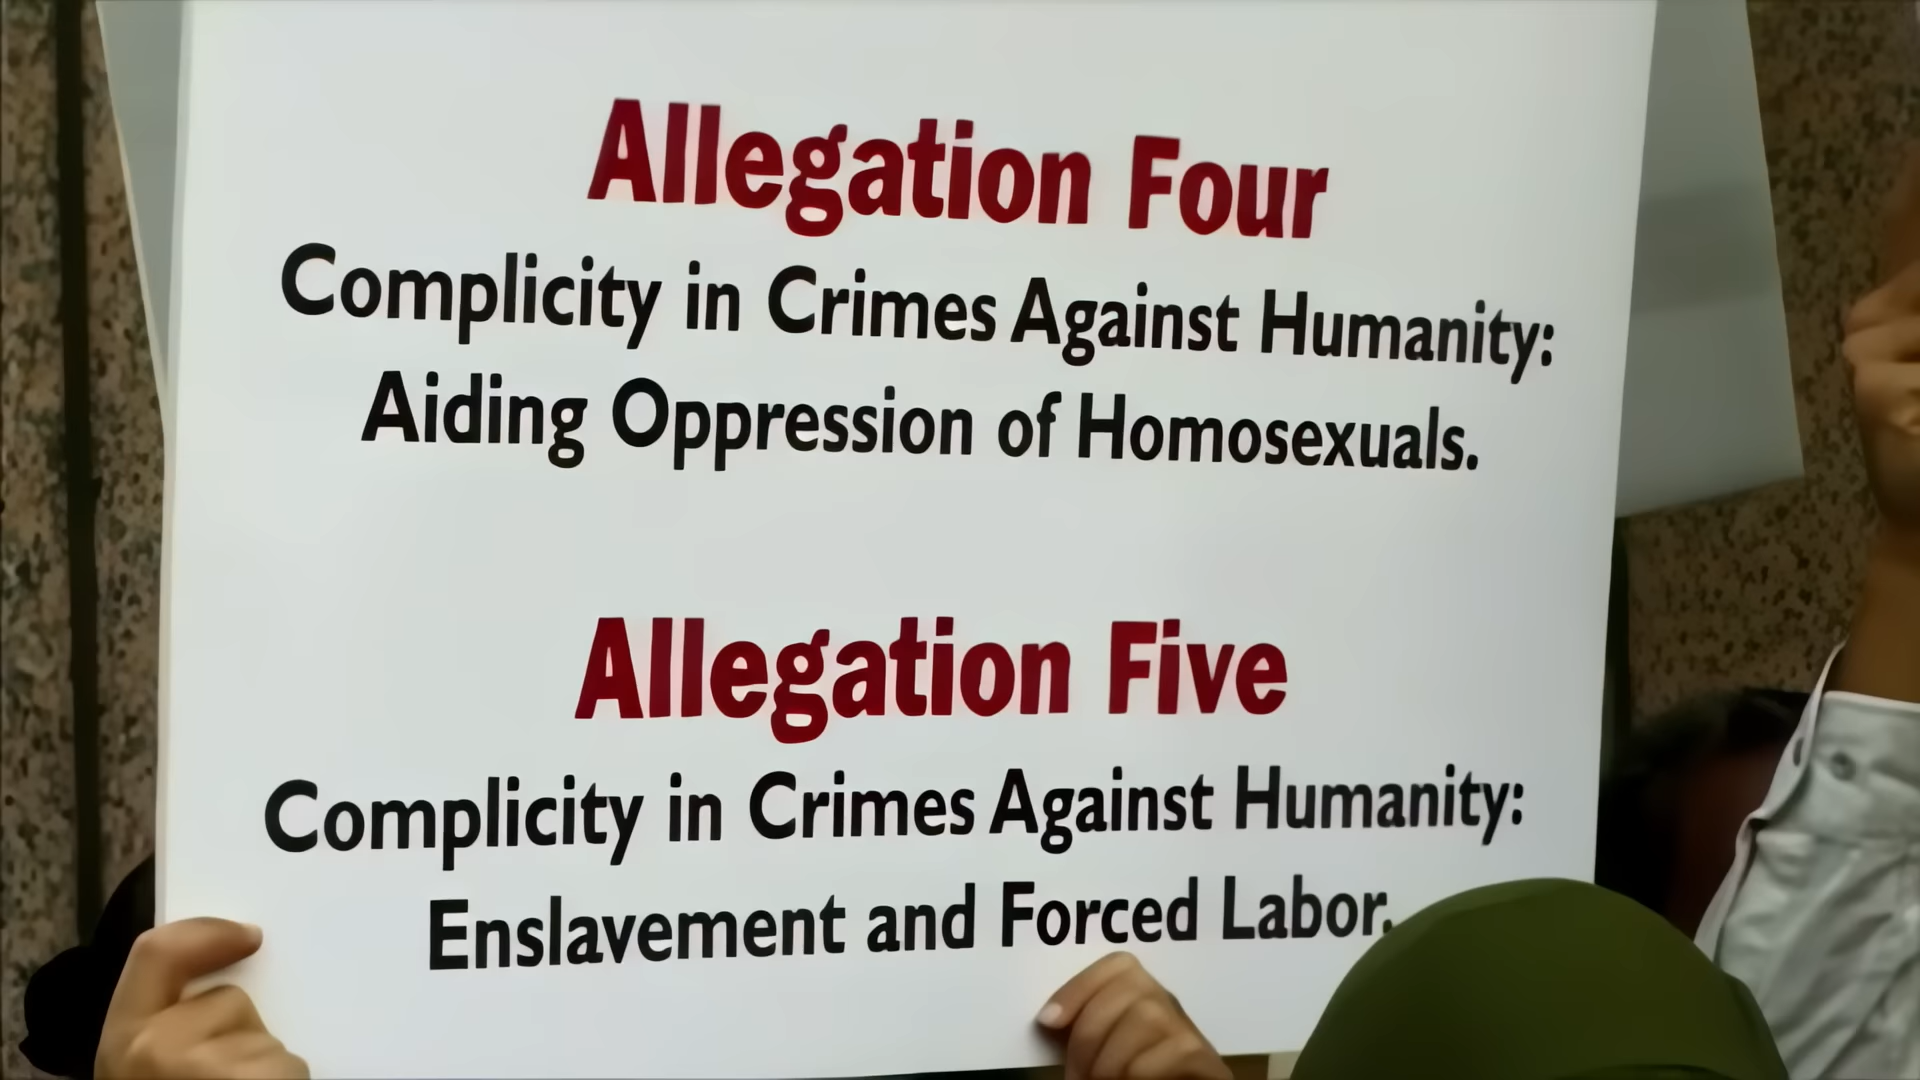 Allegation Four
Complicity in Crimes Against Humanity:
Aiding Oppression of Homosexuals.
Allegation Five
Complicity in Crimes Against Humanity:
Enslavement and Forced Labor.